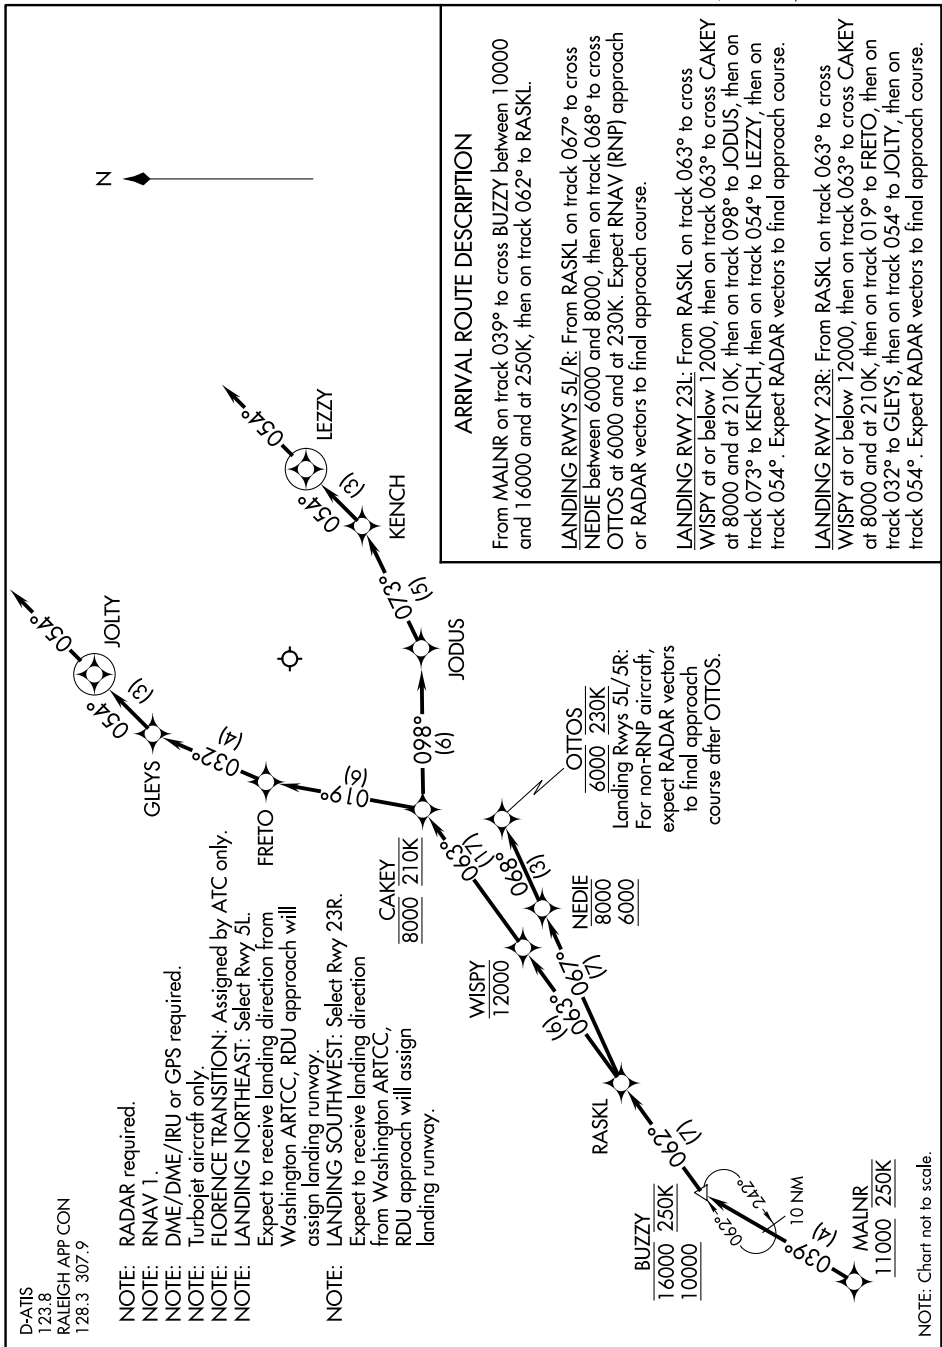 D-ATIS
123.8
RALEIGH APP CON
128.3 307.9
NOTE: RADAR required.
NOTE: RNAV 1.
NOTE: DME/DME/IRU or GPS required.
NOTE: Turbojet aircraft only.
NOTE: FLORENCE TRANSITION: Assigned by ATC only.
NOTE: LANDING NORTHEAST: Select Rwy 5L.
Expect to receive landing direction from
Washington ARTCC, RDU approach will
assign landing runway.
NOTE: LANDING SOUTHWEST: Select Rwy 23R.
Expect to receive landing direction
from Washington ARTCC,
RDU approach will assign
landing runway.
N
054°
JOLTY
054°
(3)
GLEYS
032°
(4)
FRETO
019°
(6)
CAKEY
8000 210K
098°
(6)
JODUS
073°
(5)
KENCH
054°
(3)
LEZZY
054°
063°
(17)
WISPY
12000
063°
(6)
OTTOS
6000 230K
Landing Rwys 5L/5R:
For non-RNP aircraft,
expect RADAR vectors
to final approach
course after OTTOS.
068°
(3)
NEDIE
8000
6000
067°
(7)
RASKL
062°
(7)
BUZZY
16000 250K
10000
062°
242°
10 NM
039°
(4)
MALNR
11000 250K
NOTE: Chart not to scale.
ARRIVAL ROUTE DESCRIPTION
From MALNR on track 039° to cross BUZZY between 10000
and 16000 and at 250K, then on track 062° to RASKL.
LANDING RWYS 5L/R: From RASKL on track 067° to cross
NEDIE between 6000 and 8000, then on track 068° to cross
OTTOS at 6000 and at 230K. Expect RNAV (RNP) approach
or RADAR vectors to final approach course.
LANDING RWY 23L: From RASKL on track 063° to cross
WISPY at or below 12000, then on track 063° to cross CAKEY
at 8000 and at 210K, then on track 098° to JODUS, then on
track 073° to KENCH, then on track 054° to LEZZY, then on
track 054°. Expect RADAR vectors to final approach course.
LANDING RWY 23R: From RASKL on track 063° to cross
WISPY at or below 12000, then on track 063° to cross CAKEY
at 8000 and at 210K, then on track 019° to FRETO, then on
track 032° to GLEYS, then on track 054° to JOLTY, then on
track 054°. Expect RADAR vectors to final approach course.